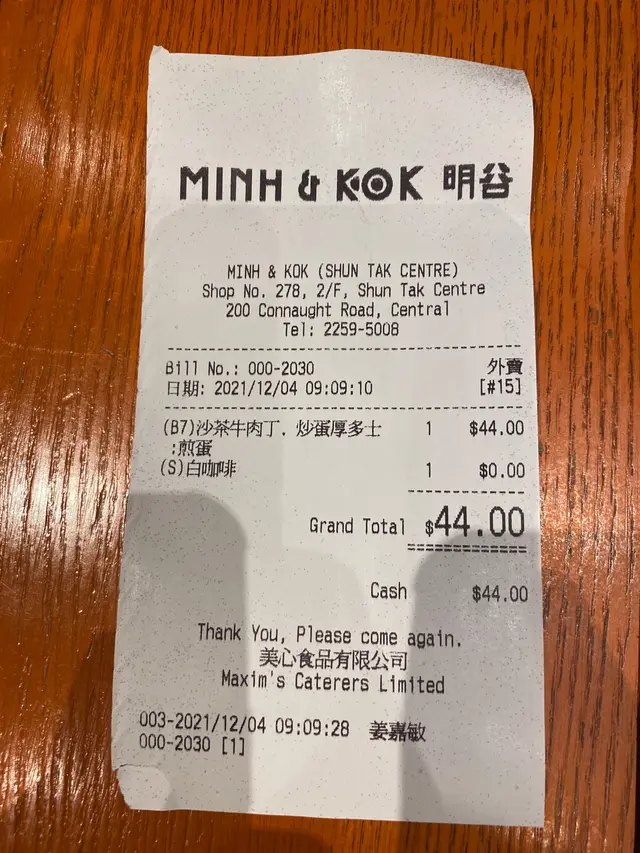 MINH & KOK 明谷
MINH & KOK (SHUN TAK CENTRE)
Shop No. 278, 2/F, Shun Tak Centre
200 Connaught Road, Central
Tel: 2259-5008
Bill No.: 000-2030 外賣
日期: 2021/12/04 09:09:10 [#15]
(B7)沙茶牛肉丁. 炒蛋厚多士 1 $44.00
:煎蛋
(S)白咖啡 1 $0.00
Grand Total $44.00
Cash $44.00
Thank You, Please come again.
美心食品有限公司
Maxim's Caterers Limited
003-2021/12/04 09:09:28 姜嘉敏
000-2030 [1]